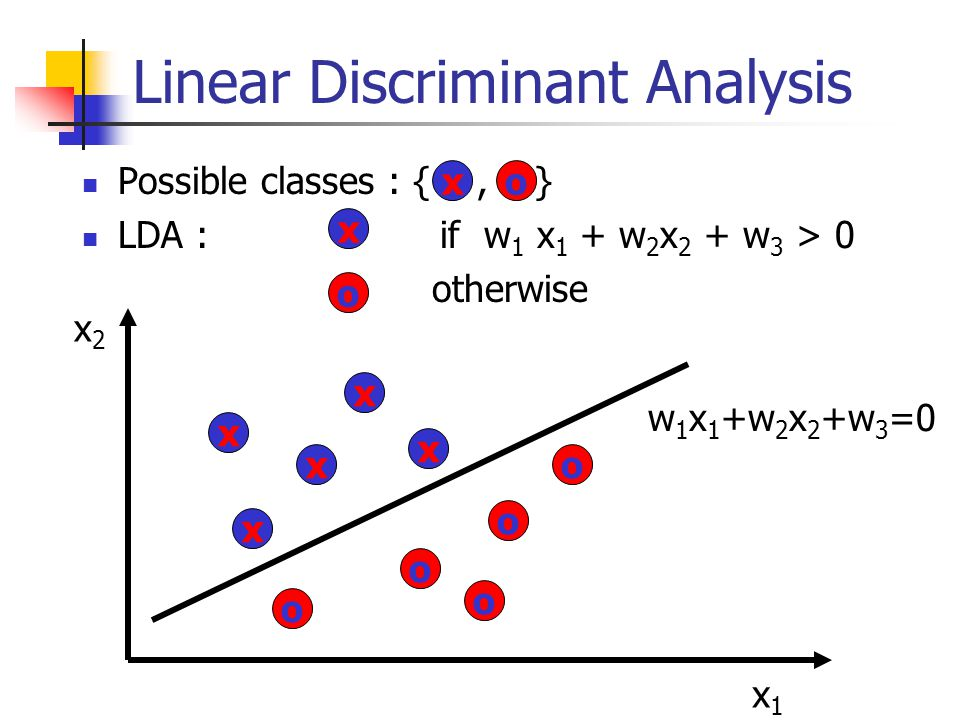 Linear Discriminant Analysis
Possible classes : { x , o }
LDA : x if w₁ x₁ + w₂x₂ + w₃ > 0
o otherwise
x₂
x
w₁x₁+w₂x₂+w₃=0
x
x
x
o
x
o
o
o
o
x₁